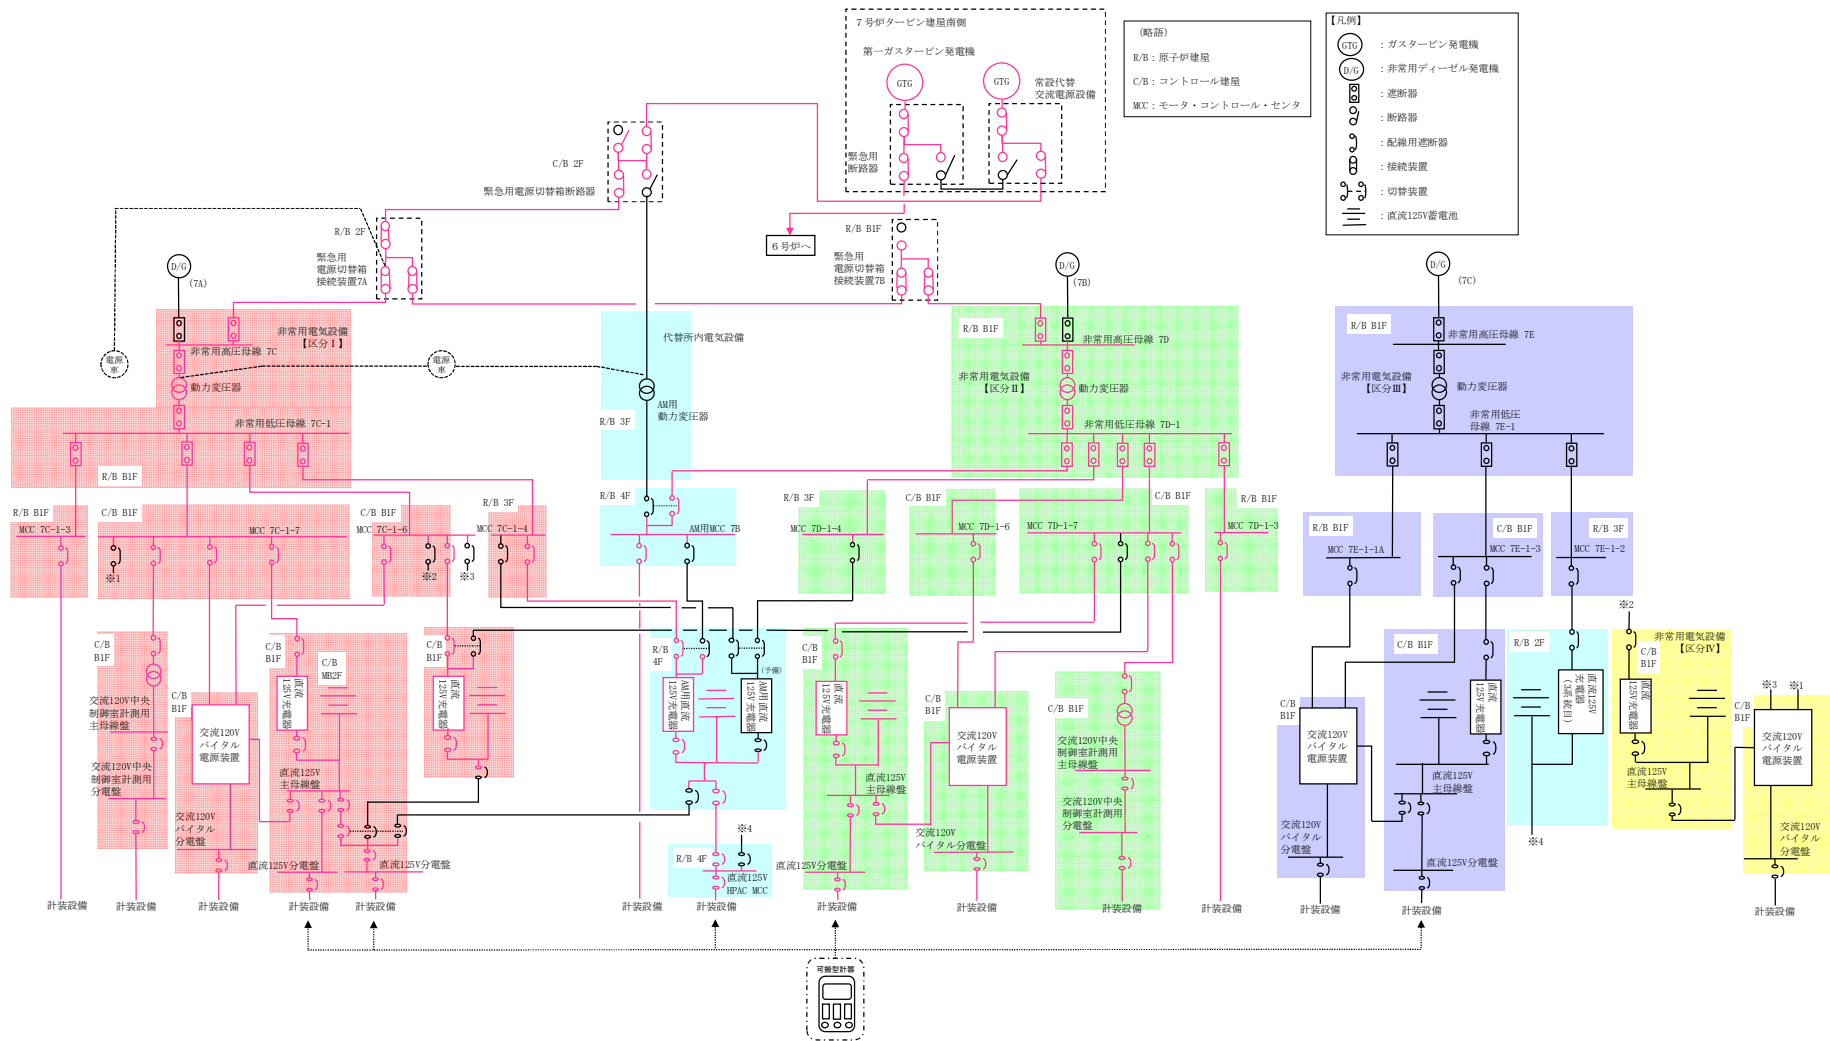 7号炉タービン建屋南側
第一ガスタービン発電機
GTG
GTG
常設代替
交流電源設備
緊急用
断路器
6号炉へ
(略語)
R/B：原子炉建屋
C/B：コントロール建屋
MCC：モータ・コントロール・センタ
【凡例】
GTG
：ガスタービン発電機
D/G
：非常用ディーゼル発電機
：遮断器
：断路器
：配線用遮断器
：接続装置
：切替装置
：直流125V蓄電池
C/B 2F
緊急用電源切替箱断路器
R/B 2F
緊急用
電源切替箱
接続装置7A
R/B B1F
緊急用
電源切替箱
接続装置7B
D/G
(7A)
D/G
(7B)
D/G
(7C)
電源
車
電源
車
非常用電気設備
【区分Ⅰ】
非常用高圧母線 7C
動力変圧器
非常用低圧母線 7C-1
R/B B1F
代替所内電気設備
AM用
動力変圧器
R/B 3F
R/B B1F
非常用高圧母線 7D
非常用電気設備
【区分Ⅱ】
動力変圧器
非常用低圧母線 7D-1
R/B B1F
非常用高圧母線 7E
非常用電気設備
【区分Ⅲ】
動力変圧器
非常用低圧
母線 7E-1
R/B B1F
MCC 7C-1-3
C/B B1F
MCC 7C-1-7
※1
C/B B1F
MCC 7C-1-6
※2
※3
R/B 3F
MCC 7C-1-4
R/B 4F
AM用MCC 7B
R/B 3F
MCC 7D-1-4
C/B B1F
MCC 7D-1-6
C/B B1F
MCC 7D-1-7
R/B B1F
MCC 7D-1-3
R/B B1F
MCC 7E-1-1A
C/B B1F
MCC 7E-1-3
R/B 3F
MCC 7E-1-2
C/B
B1F
交流120V中央
制御室計測用
主母線盤
交流120V中央
制御室計測用
分電盤
C/B
B1F
交流120V
バイタル
電源装置
交流120V
バイタル
分電盤
C/B
B1F
C/B
MB2F
直流
125V充電器
直流125V
主母線盤
直流125V分電盤
直流125V分電盤
C/B
B1F
直流
125V充電器
R/B
4F
AM用直流
125V充電器
(予備)
AM用直流
125V充電器
※4
R/B 4F
直流125V
HPAC MCC
C/B
B1F
直流
125V充電器
直流125V
主母線盤
直流125V分電盤
C/B
B1F
交流120V
バイタル
電源装置
交流120V
バイタル分電盤
C/B B1F
交流120V中央
制御室計測用
主母線盤
交流120V中央
制御室計測用
分電盤
C/B
B1F
交流120V
バイタル
電源装置
交流120V
バイタル
分電盤
C/B B1F
直流
125V充電器
直流125V
主母線盤
直流125V分電盤
R/B 2F
直流125V
充電器
(3系統目)
※4
※2
非常用電気設備
【区分Ⅳ】
C/B
B1F
直流
125V充電器
直流125V
主母線盤
※3
※1
C/B
B1F
交流120V
バイタル
電源装置
交流120V
バイタル
分電盤
計装設備
計装設備
計装設備
計装設備
計装設備
計装設備
計装設備
計装設備
計装設備
計装設備
計装設備
計装設備
計装設備
計装設備
可搬型計器